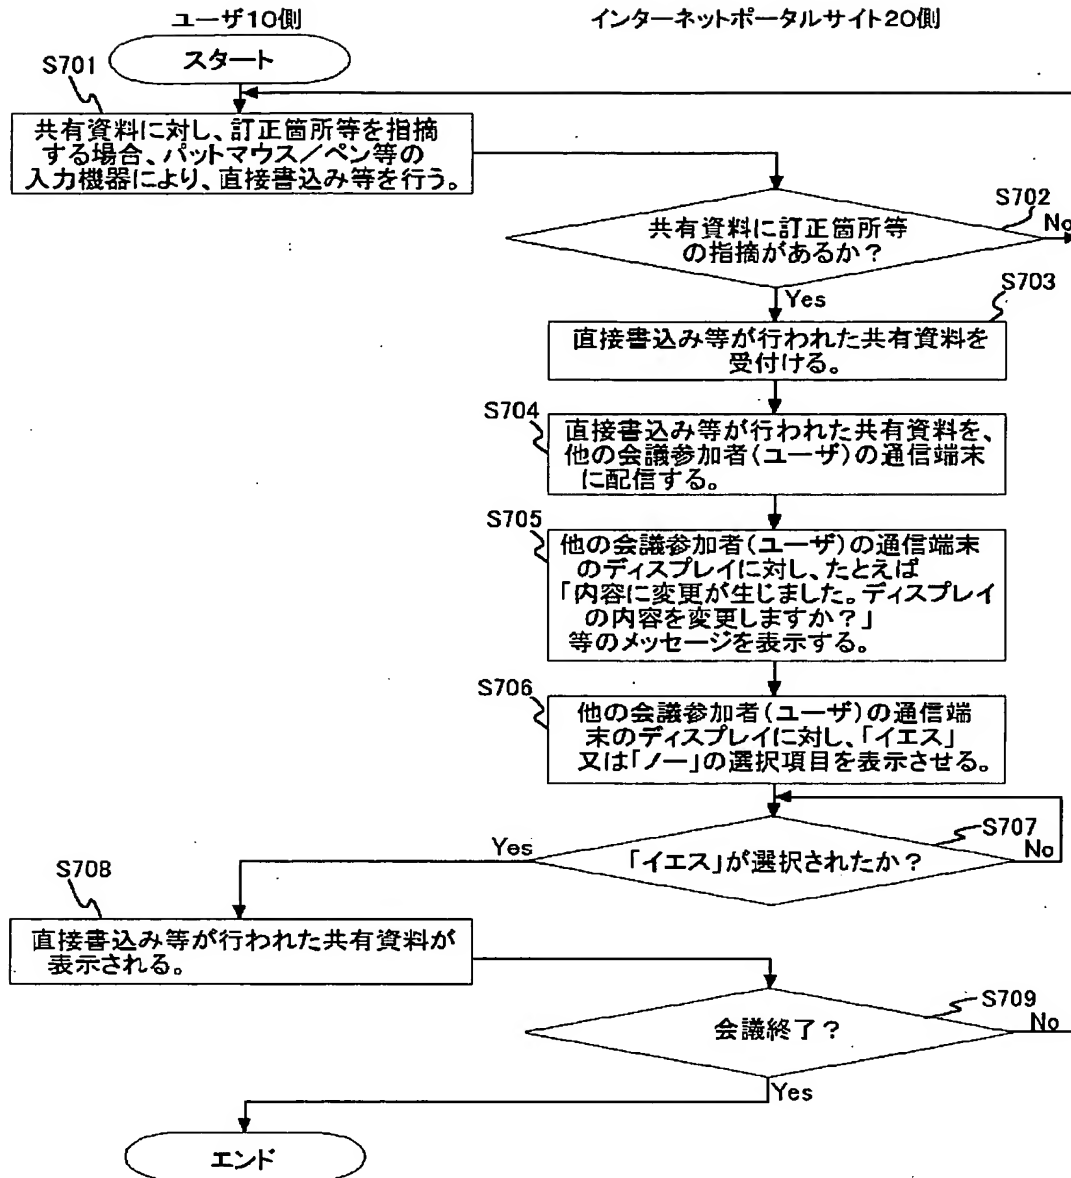 ユーザ10側
インターネットポータルサイト20側
スタート
S701
共有資料に対し、訂正箇所等を指摘
する場合、パットマウス／ペン等の
入力機器により、直接書込み等を行う。
S702
共有資料に訂正箇所等
の指摘があるか？
No
Yes
S703
直接書込み等が行われた共有資料を
受付ける。
S704
直接書込み等が行われた共有資料を、
他の会議参加者(ユーザ)の通信端末
に配信する。
S705
他の会議参加者(ユーザ)の通信端末
のディスプレイに対し、たとえば
「内容に変更が生じました。ディスプレイ
の内容を変更しますか？」
等のメッセージを表示する。
S706
他の会議参加者(ユーザ)の通信端
末のディスプレイに対し、「イエス」
又は「ノー」の選択項目を表示させる。
S707
「イエス」が選択されたか？
Yes
No
S708
直接書込み等が行われた共有資料が
表示される。
S709
会議終了？
No
Yes
エンド